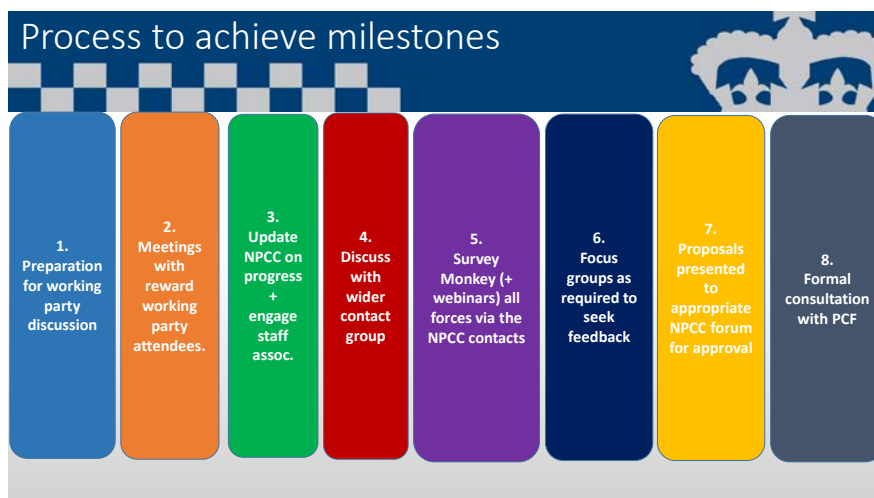 Process to achieve milestones
1.
Preparation
for working
party
discussion
2.
Meetings
with
reward
working
party
attendees.
3.
Update
NPCC on
progress
+
engage
staff
assoc.
4.
Discuss
with
wider
contact
group
5.
Survey
Monkey (+
webinars) all
forces via the
NPCC contacts
6.
Focus
groups as
required to
seek
feedback
7.
Proposals
presented
to
appropriate
NPCC forum
for approval
8.
Formal
consultation
with PCF